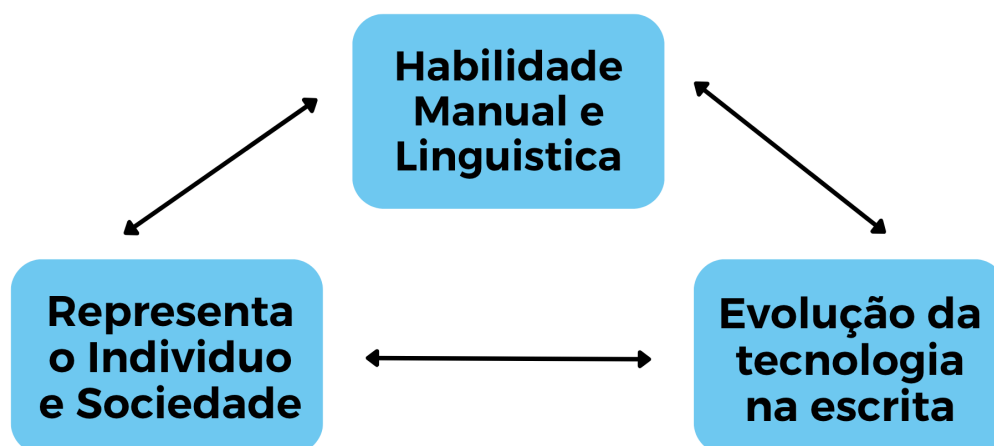 Habilidade
Manual e
Linguistica
Representa
o Individuo
e Sociedade
Evolução da
tecnologia
na escrita